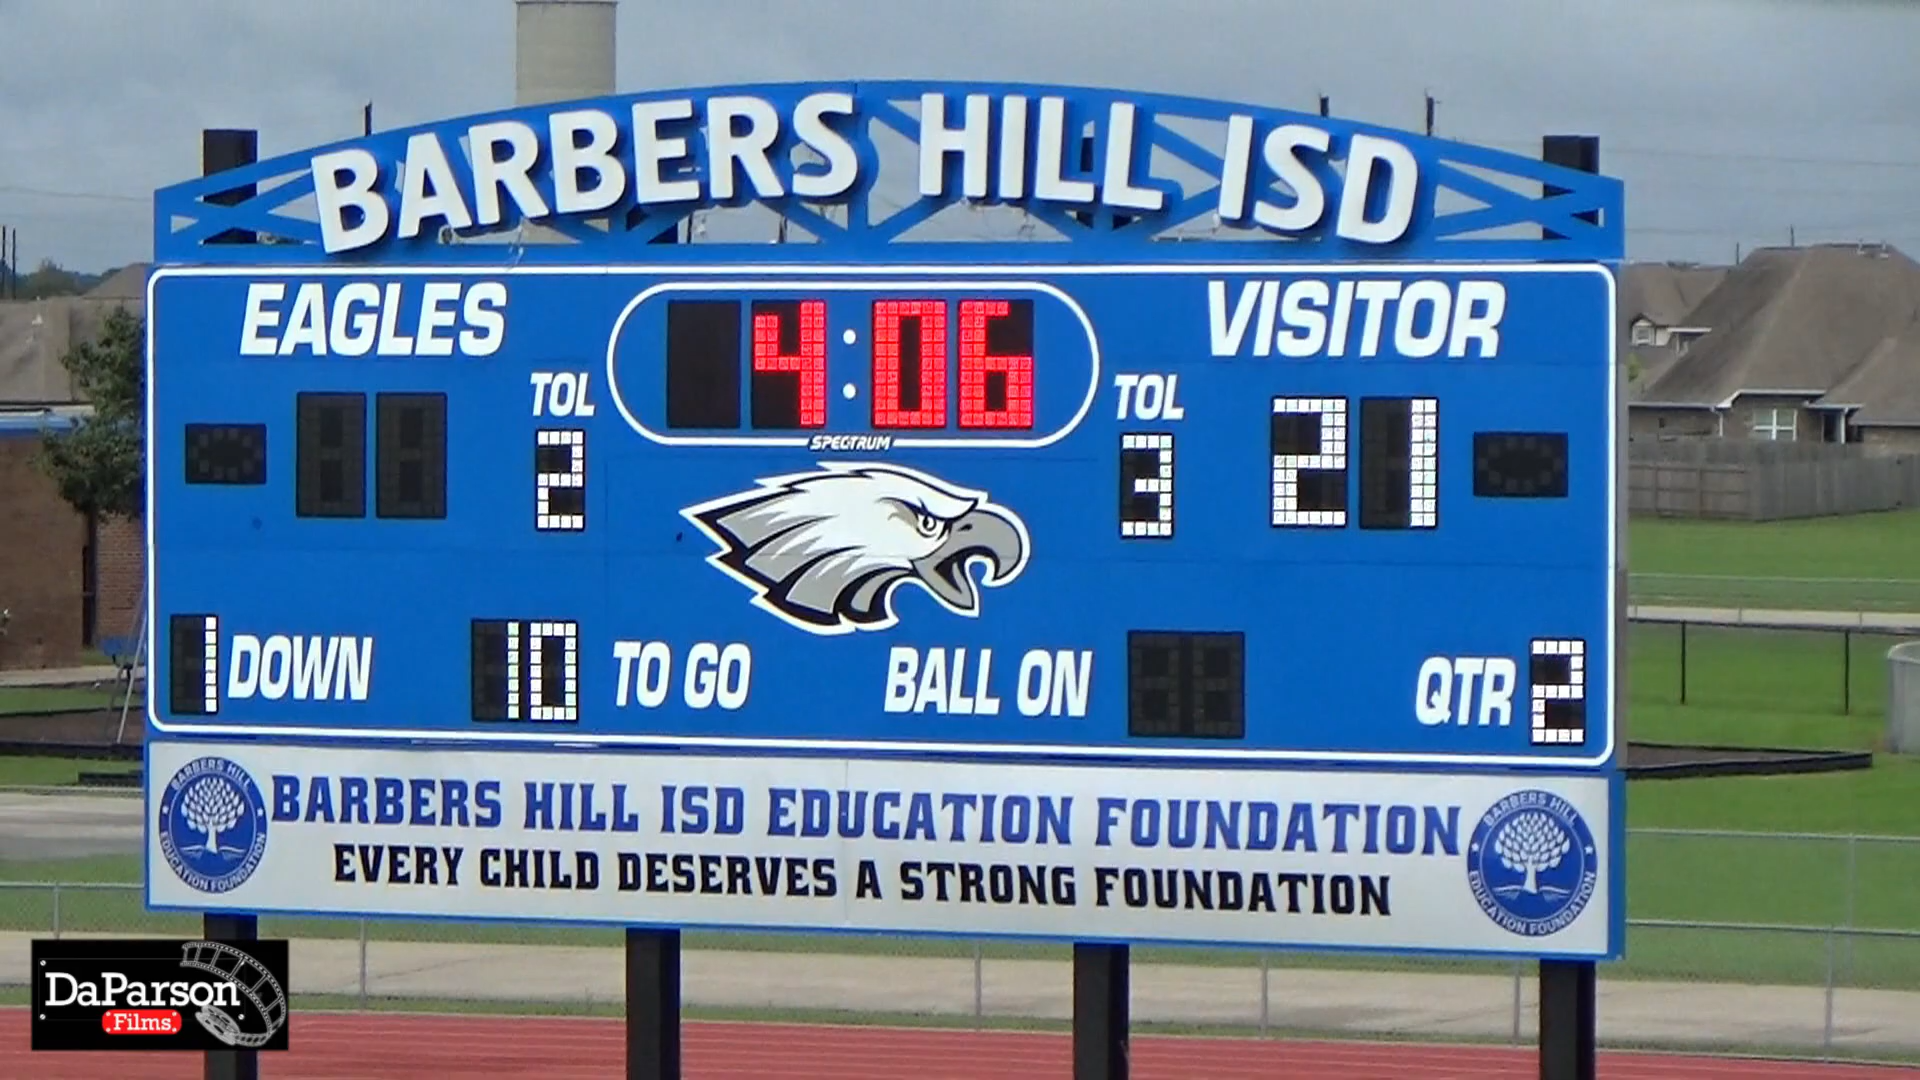 BARBERS HILL ISD
EAGLES 4:06 VISITOR
TOL TOL
2 3 21
SPECTRUM
1 DOWN 10 TO GO BALL ON QTR 2
BARBERS HILL ISD EDUCATION FOUNDATION
EVERY CHILD DESERVES A STRONG FOUNDATION
BARBERS HILL EDUCATION FOUNDATION
BARBERS HILL EDUCATION FOUNDATION
DaParson
Films